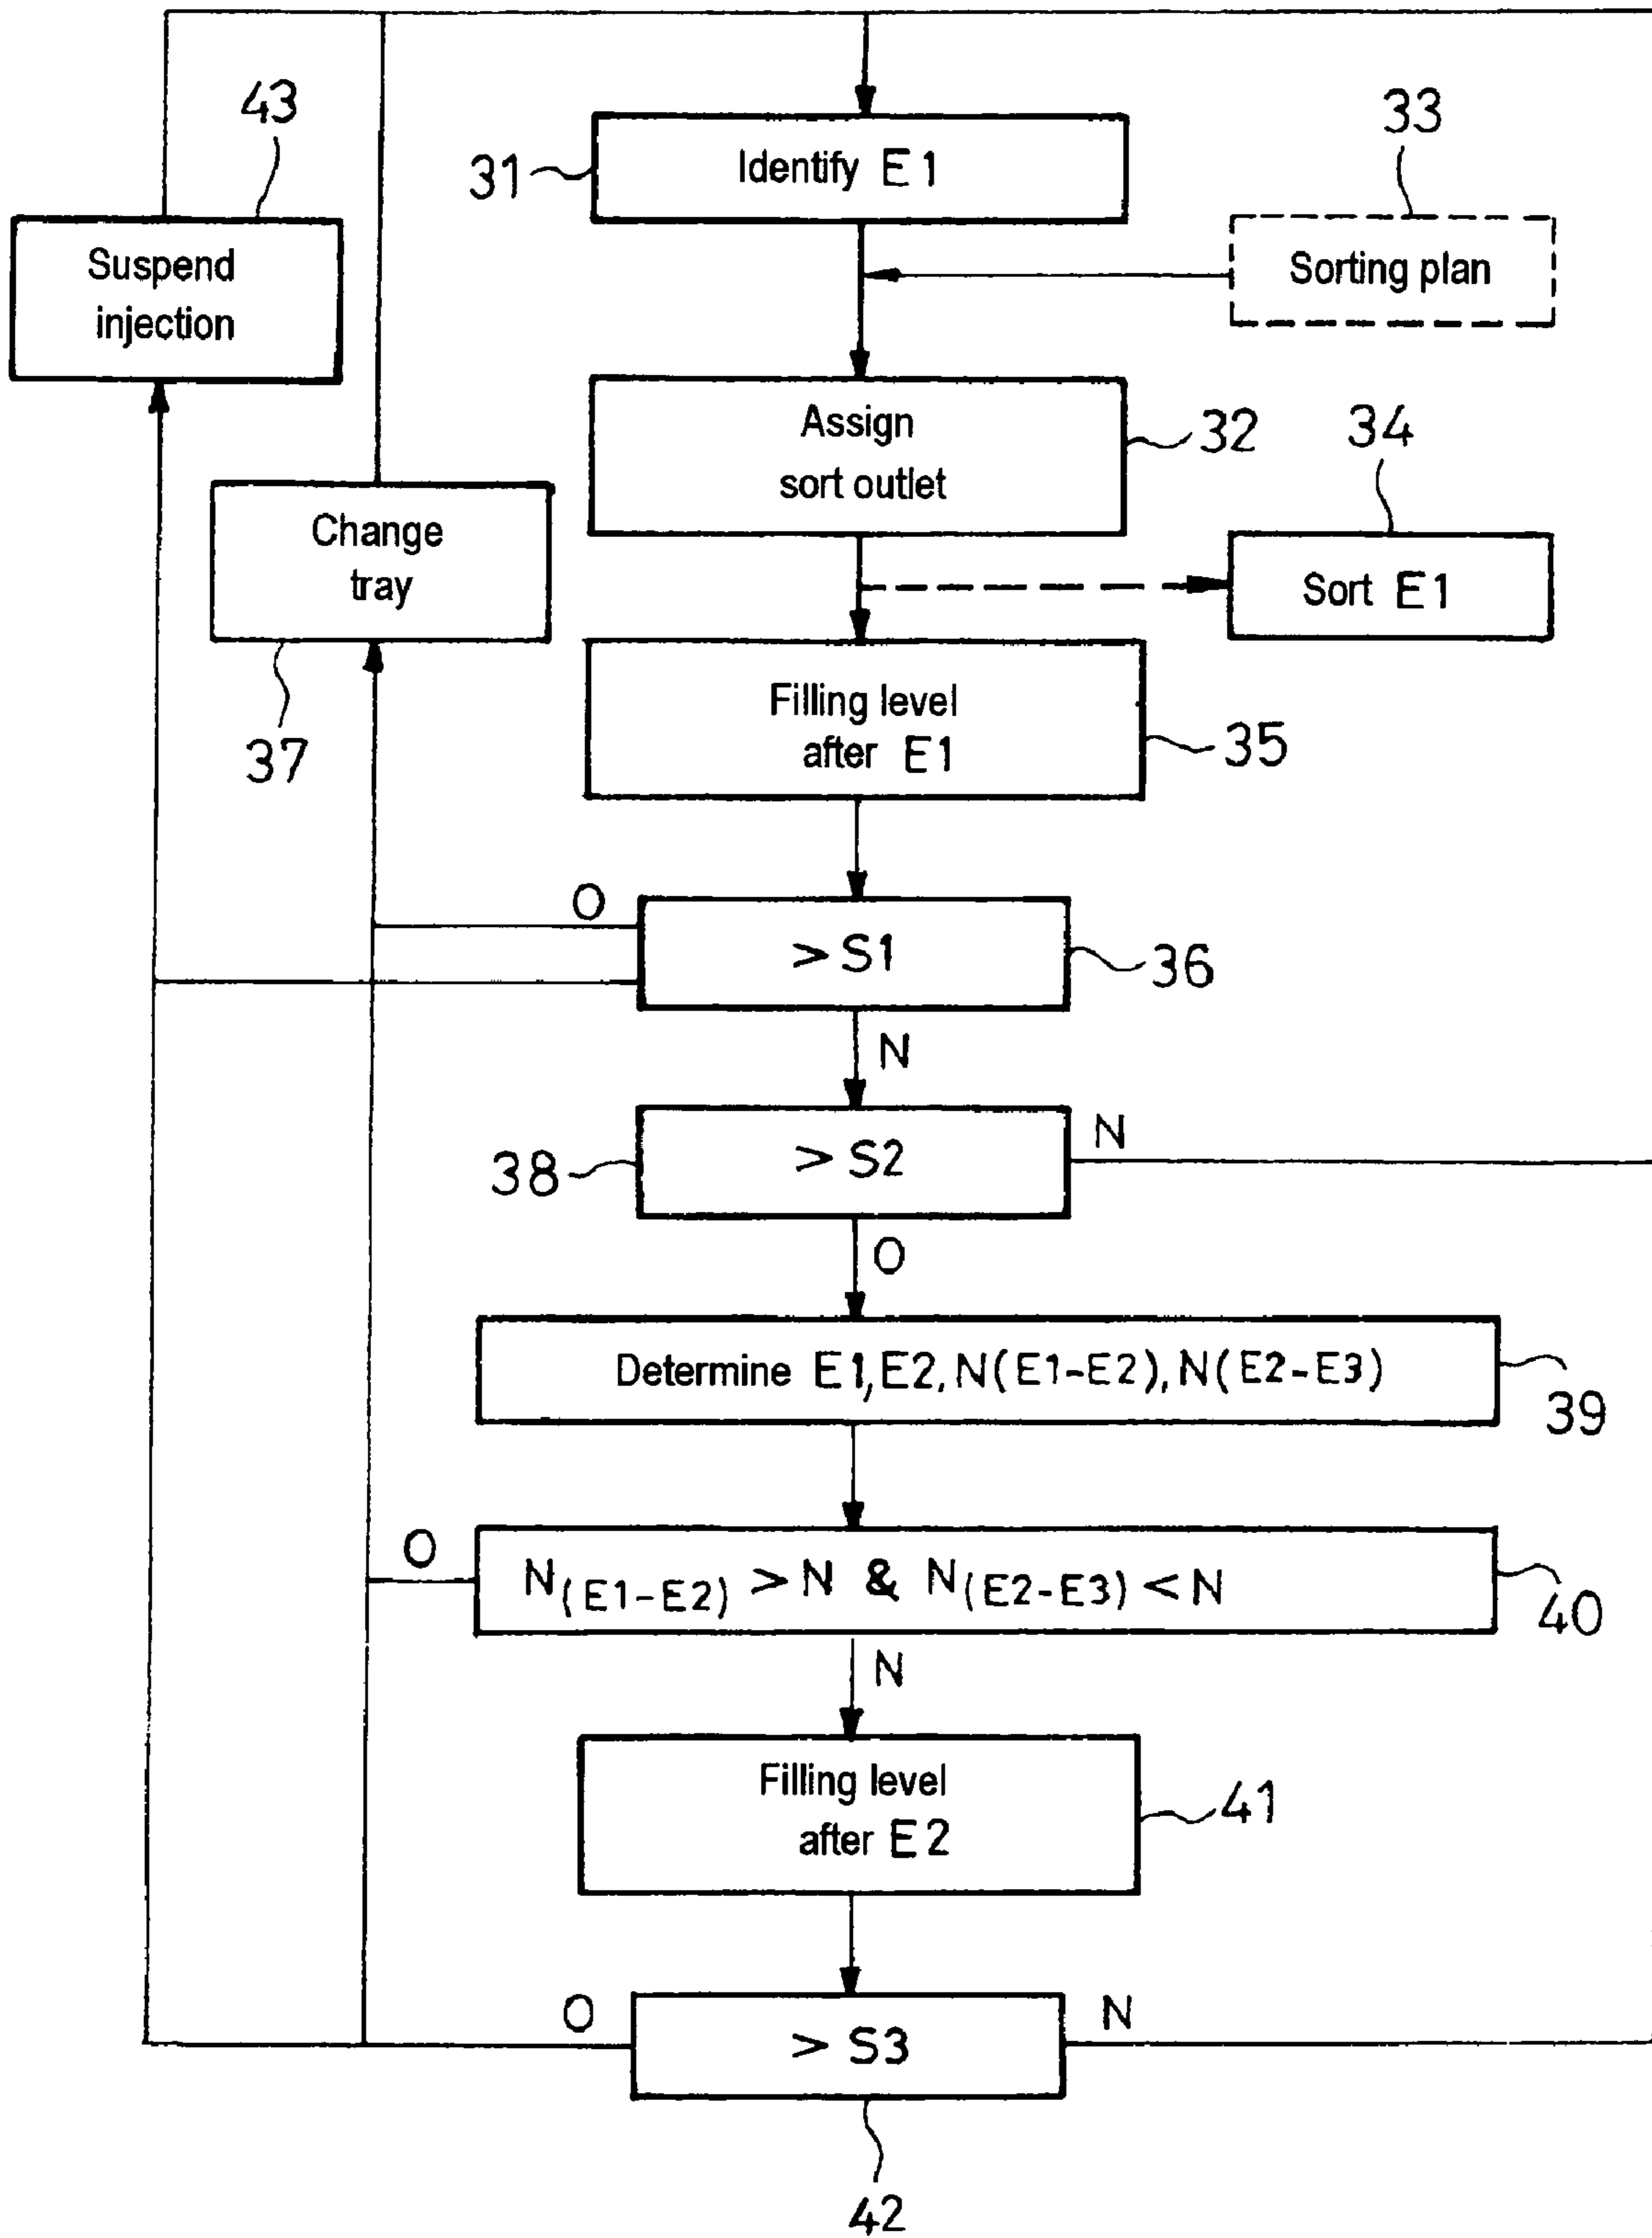 43
31
Identify E1
33
Sorting plan
Suspend
injection
Assign
sort outlet
32
34
Sort E1
Change
tray
37
Filling level
after E1
35
O
> S1
36
N
38
> S2
N
O
Determine E1, E2, N(E1-E2), N(E2-E3)
39
O
N(E1-E2) > N & N(E2-E3) < N
40
N
Filling level
after E2
41
O
> S3
N
42